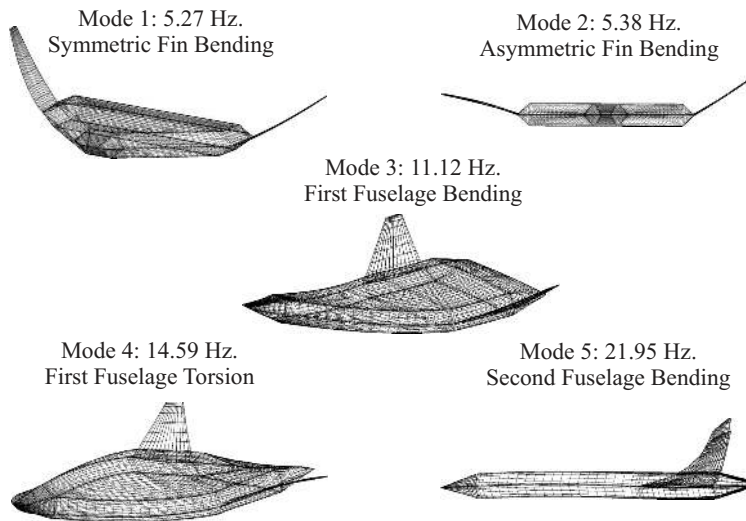 Mode 1: 5.27 Hz.
Symmetric Fin Bending
Mode 2: 5.38 Hz.
Asymmetric Fin Bending
Mode 3: 11.12 Hz.
First Fuselage Bending
Mode 4: 14.59 Hz.
First Fuselage Torsion
Mode 5: 21.95 Hz.
Second Fuselage Bending